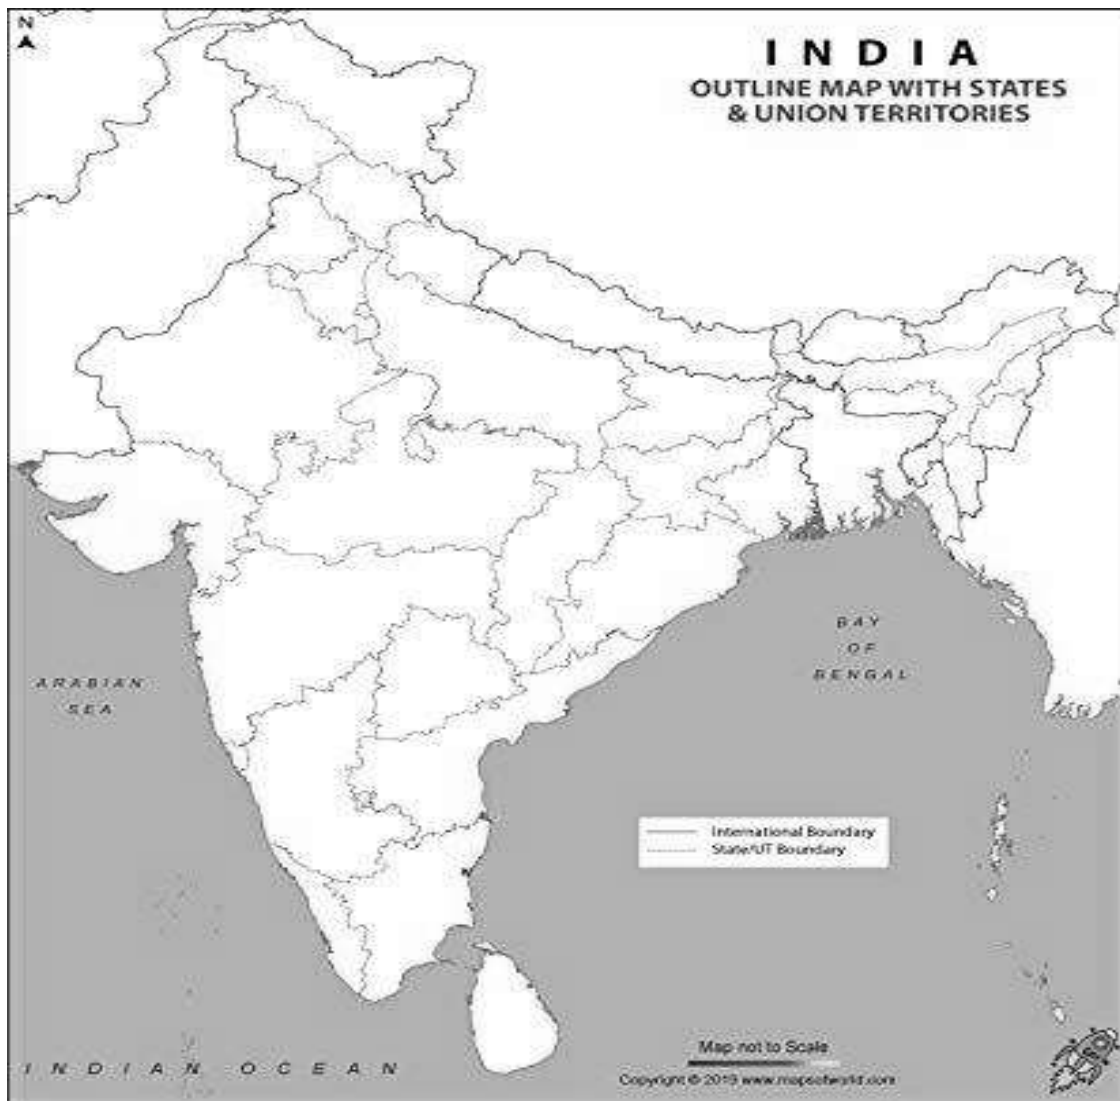 N
INDIA
OUTLINE MAP WITH STATES
& UNION TERRITORIES
BAY
OF
BENGAL
ARABIAN
SEA
International Boundary
State/UT Boundary
Map not to Scale
INDIAN OCEAN
Copyright © 2019 www.mapsofworld.com